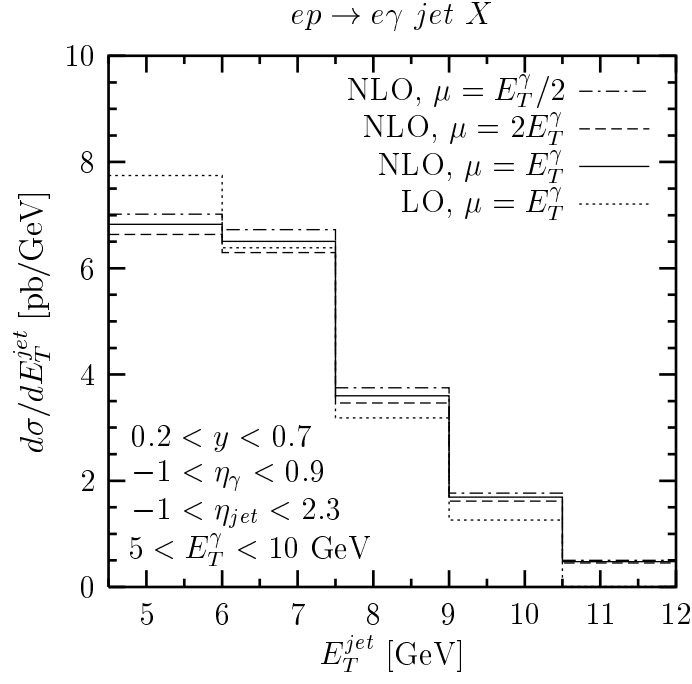 ep → eγ jet X
10
8
6
4
2
0
dσ/dE_T^{jet} [pb/GeV]
NLO, μ = E_T^γ/2
NLO, μ = 2E_T^γ
NLO, μ = E_T^γ
LO, μ = E_T^γ
0.2 < y < 0.7
−1 < η_γ < 0.9
−1 < η_{jet} < 2.3
5 < E_T^γ < 10 GeV
5 6 7 8 9 10 11 12
E_T^{jet} [GeV]